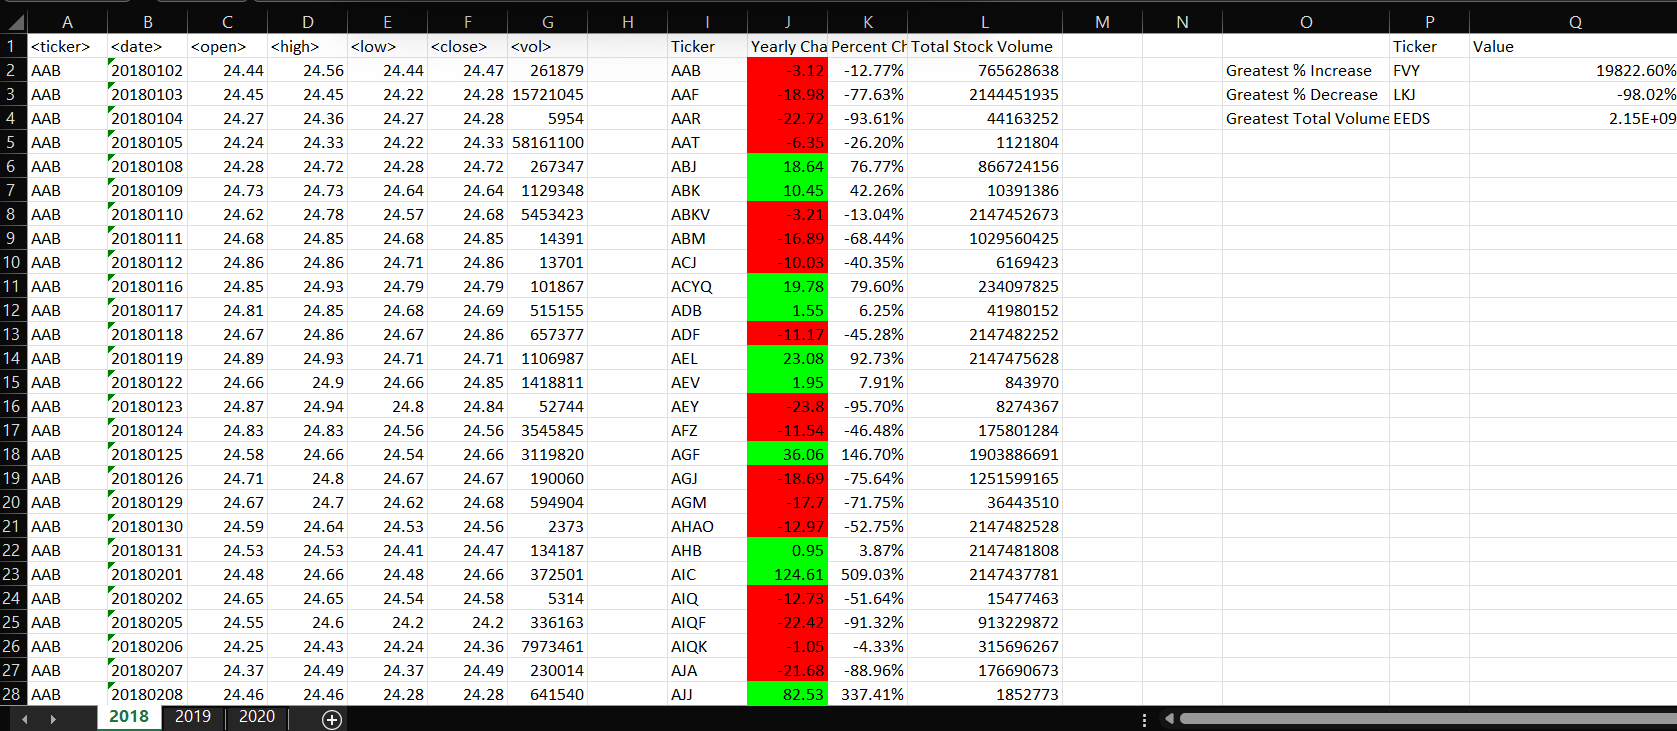 A B C D E F G H I J K L M N O P Q
1 <ticker> <date> <open> <high> <low> <close> <vol> Ticker Yearly Cha Percent Ch Total Stock Volume Ticker Value
2 AAB 20180102 24.44 24.56 24.44 24.47 261879 AAB -3.12 -12.77% 765628638 Greatest % Increase FVY 19822.60%
3 AAB 20180103 24.45 24.45 24.22 24.28 15721045 AAF -18.98 -77.63% 2144451935 Greatest % Decrease LKJ -98.02%
4 AAB 20180104 24.27 24.36 24.27 24.28 5954 AAR -22.72 -93.61% 44163252 Greatest Total Volume EEDS 2.15E+09
5 AAB 20180105 24.24 24.33 24.22 24.33 58161100 AAT -6.35 -26.20% 1121804
6 AAB 20180108 24.28 24.72 24.28 24.72 267347 ABJ 18.64 76.77% 866724156
7 AAB 20180109 24.73 24.73 24.64 24.64 1129348 ABK 10.45 42.26% 10391386
8 AAB 20180110 24.62 24.78 24.57 24.68 5453423 ABKV -3.21 -13.04% 2147452673
9 AAB 20180111 24.68 24.85 24.68 24.85 14391 ABM -16.89 -68.44% 1029560425
10 AAB 20180112 24.86 24.86 24.71 24.86 13701 ACJ -10.03 -40.35% 6169423
11 AAB 20180116 24.85 24.93 24.79 24.79 101867 ACYQ 19.78 79.60% 234097825
12 AAB 20180117 24.81 24.85 24.68 24.69 515155 ADB 1.55 6.25% 41980152
13 AAB 20180118 24.67 24.86 24.67 24.86 657377 ADF -11.17 -45.28% 2147482252
14 AAB 20180119 24.89 24.93 24.71 24.71 1106987 AEL 23.08 92.73% 2147475628
15 AAB 20180122 24.66 24.9 24.66 24.85 1418811 AEV 1.95 7.91% 843970
16 AAB 20180123 24.87 24.94 24.8 24.84 52744 AEY -23.8 -95.70% 8274367
17 AAB 20180124 24.83 24.83 24.56 24.56 3545845 AFZ -11.54 -46.48% 175801284
18 AAB 20180125 24.58 24.66 24.54 24.66 3119820 AGF 36.06 146.70% 1903886691
19 AAB 20180126 24.71 24.8 24.67 24.67 190060 AGJ -18.69 -75.64% 1251599165
20 AAB 20180129 24.67 24.7 24.62 24.68 594904 AGM -17.7 -71.75% 36443510
21 AAB 20180130 24.59 24.64 24.53 24.56 2373 AHAO -12.97 -52.75% 2147482528
22 AAB 20180131 24.53 24.53 24.41 24.47 134187 AHB 0.95 3.87% 2147481808
23 AAB 20180201 24.48 24.66 24.48 24.66 372501 AIC 124.61 509.03% 2147437781
24 AAB 20180202 24.65 24.65 24.54 24.58 5314 AIQ -12.73 -51.64% 15477463
25 AAB 20180205 24.55 24.6 24.2 24.2 336163 AIQF -22.42 -91.32% 913229872
26 AAB 20180206 24.25 24.43 24.24 24.36 7973461 AIQK -1.05 -4.33% 315696267
27 AAB 20180207 24.37 24.49 24.37 24.49 230014 AJA -21.68 -88.96% 176690673
28 AAB 20180208 24.46 24.46 24.28 24.28 641540 AJJ 82.53 337.41% 1852773
2018 2019 2020